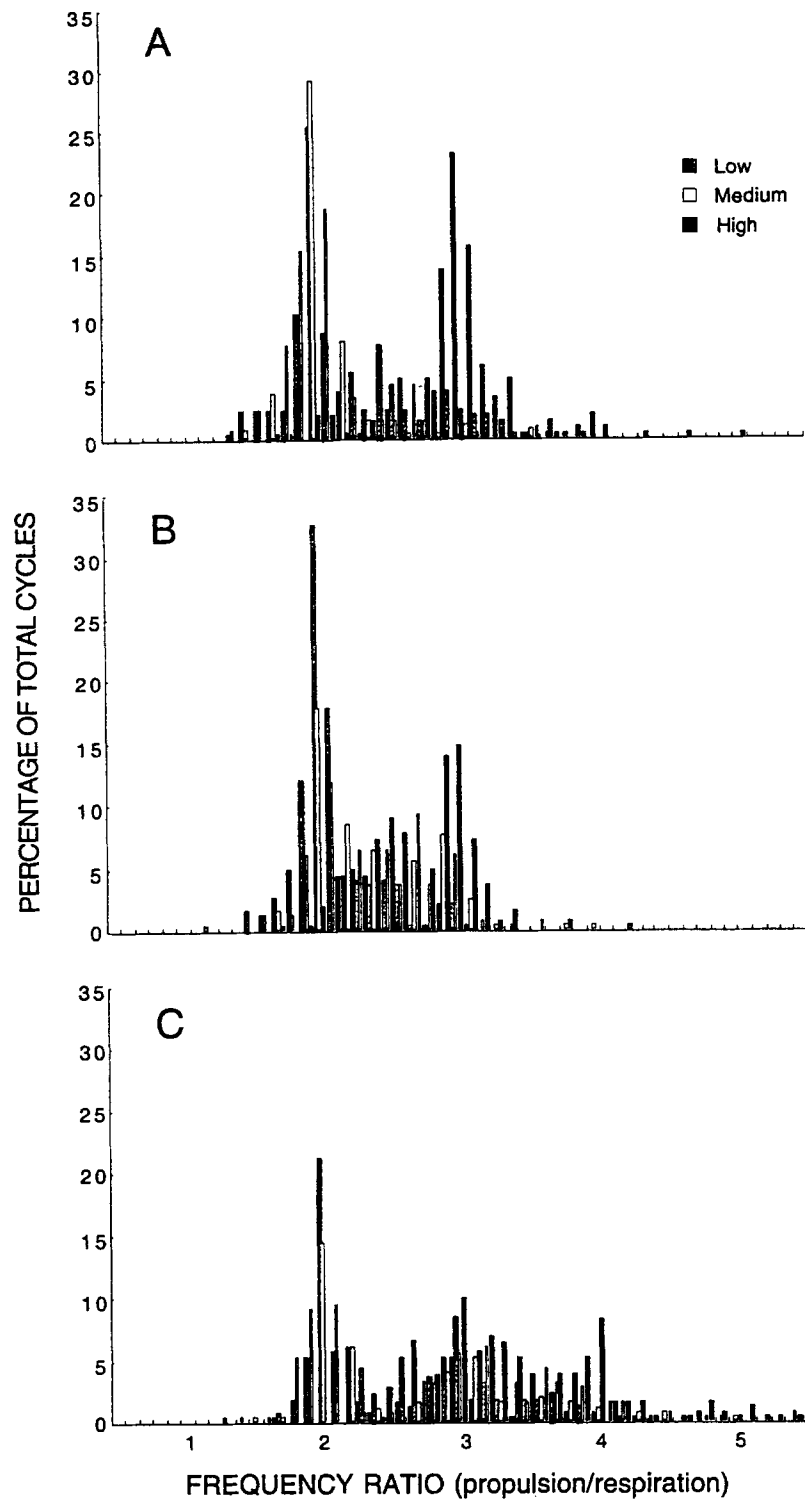 35
30
25
20
15
10
5
0
A
Low
Medium
High
35
30
25
20
15
10
5
0
B
35
30
25
20
15
10
5
0
C
1 2 3 4 5
PERCENTAGE OF TOTAL CYCLES
FREQUENCY RATIO (propulsion/respiration)